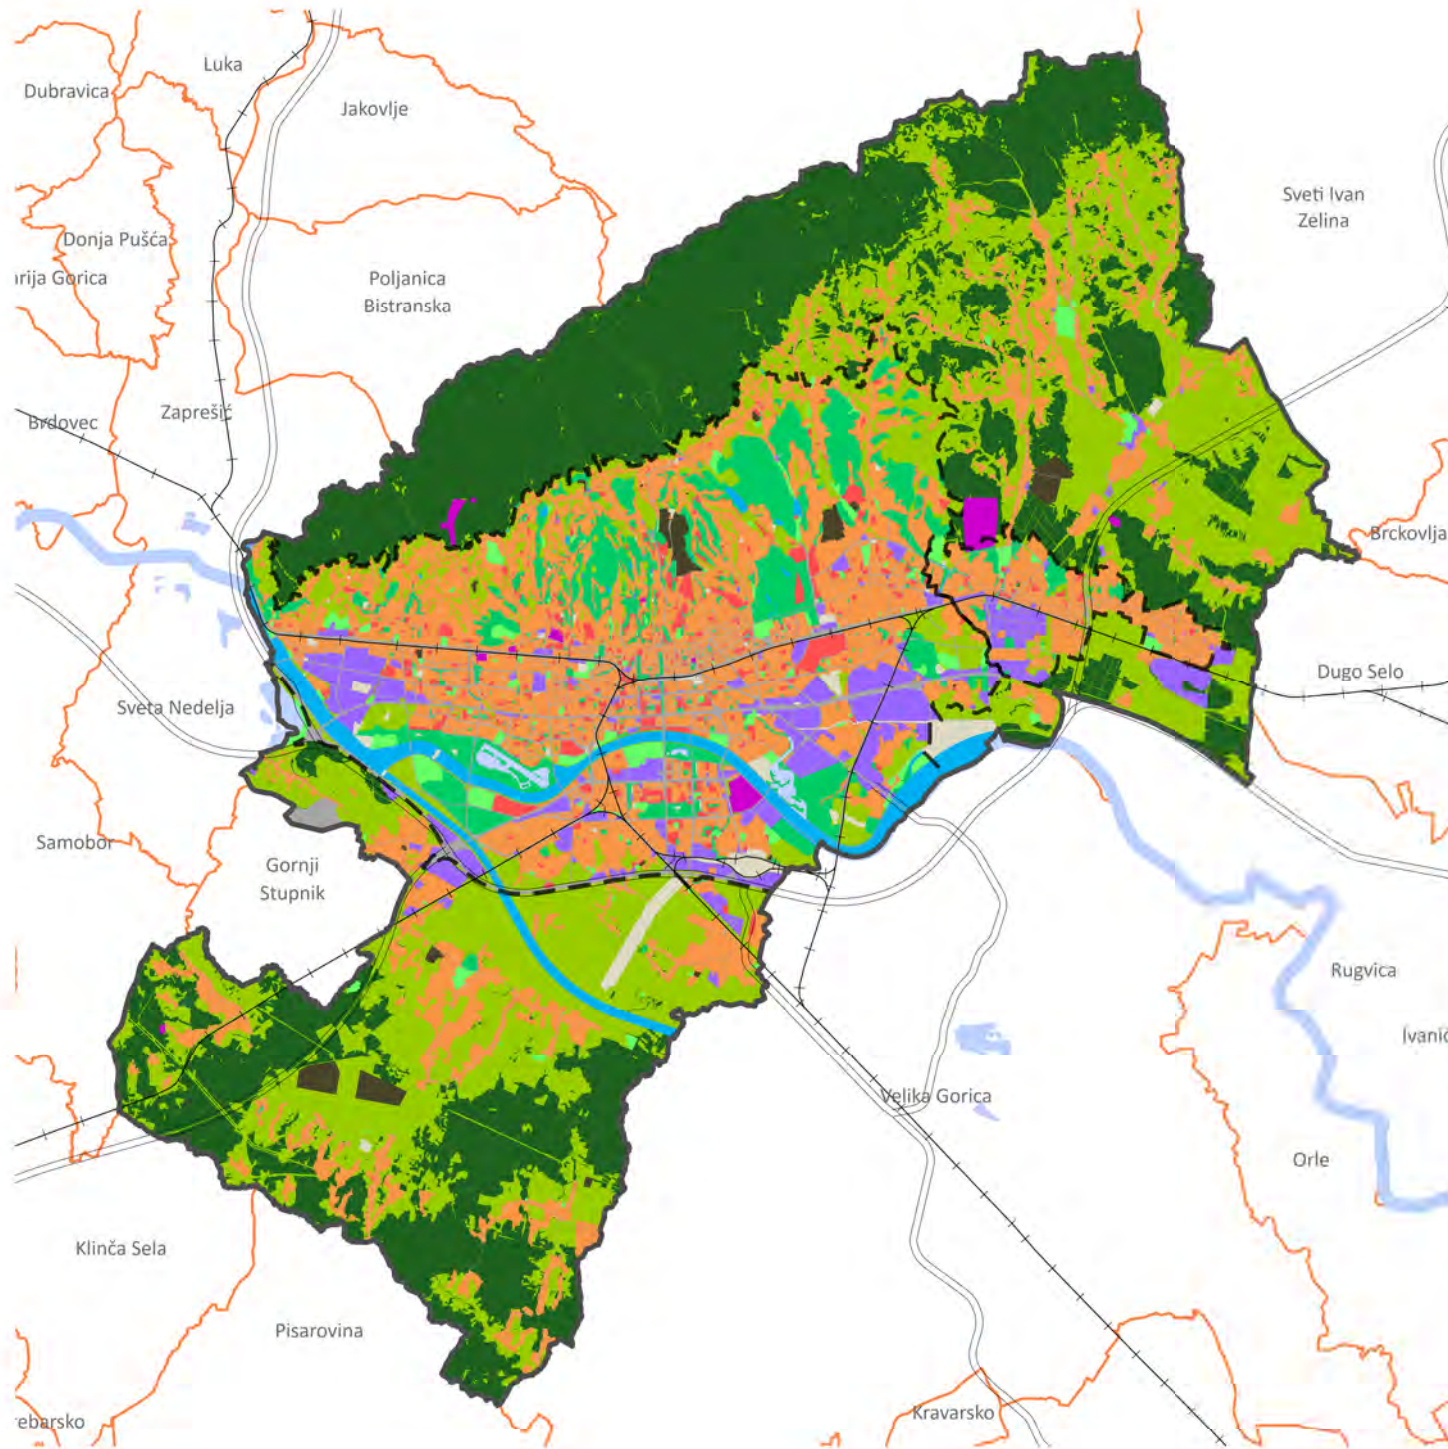 Luka
Dubravica
Jakovlje
Sveti Ivan
Zelina
Donja Pušća
rija Gorica
Poljanica
Bistranska
Zaprešić
Brdovec
Brckovlja
Dugo Selo
Sveta Nedelja
Samobor
Gornji
Stupnik
Rugvica
Ivanić
Velika Gorica
Orle
Klinča Sela
Pisarovina
Kravarsko
ebarsko